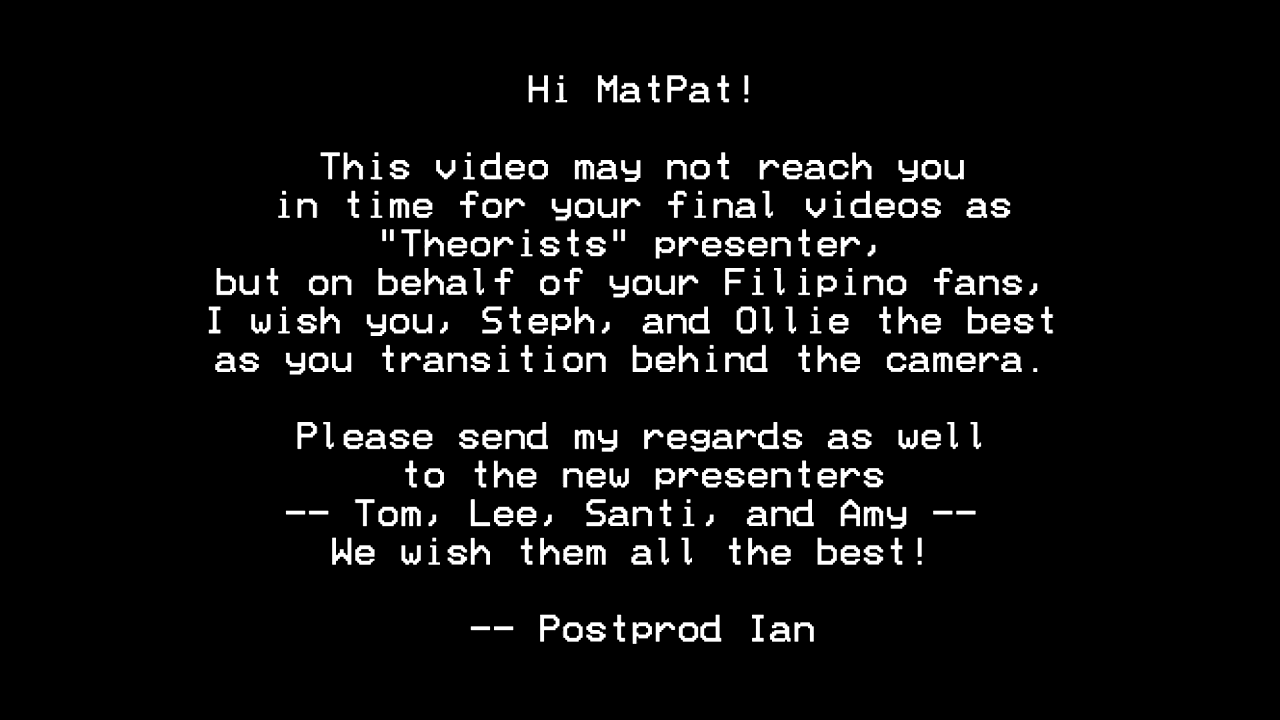 Hi MatPat!
This video may not reach you
in time for your final videos as
"Theorists" presenter,
but on behalf of your Filipino fans,
I wish you, Steph, and Ollie the best
as you transition behind the camera.
Please send my regards as well
to the new presenters
-- Tom, Lee, Santi, and Amy --
We wish them all the best!
-- Postprod Ian